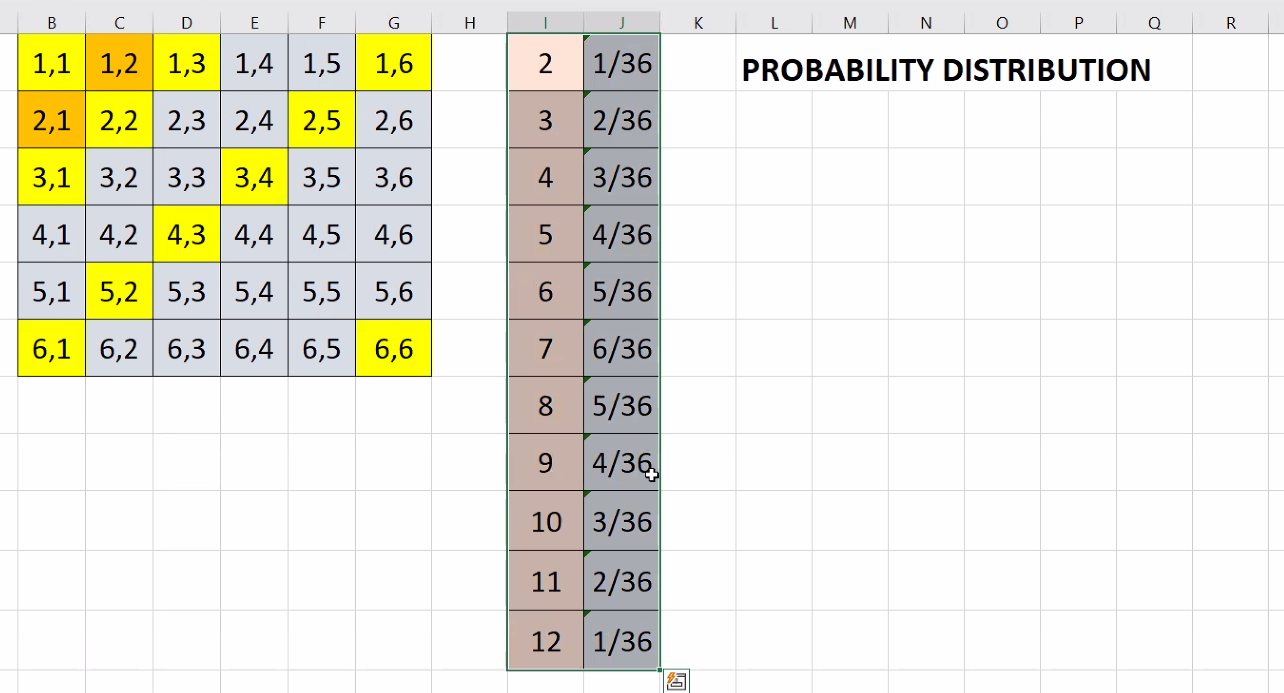 B C D E F G H I J K L M N O P Q R
1,1 1,2 1,3 1,4 1,5 1,6 2 1/36 PROBABILITY DISTRIBUTION
2,1 2,2 2,3 2,4 2,5 2,6 3 2/36
3,1 3,2 3,3 3,4 3,5 3,6 4 3/36
4,1 4,2 4,3 4,4 4,5 4,6 5 4/36
5,1 5,2 5,3 5,4 5,5 5,6 6 5/36
6,1 6,2 6,3 6,4 6,5 6,6 7 6/36
8 5/36
9 4/36
10 3/36
11 2/36
12 1/36